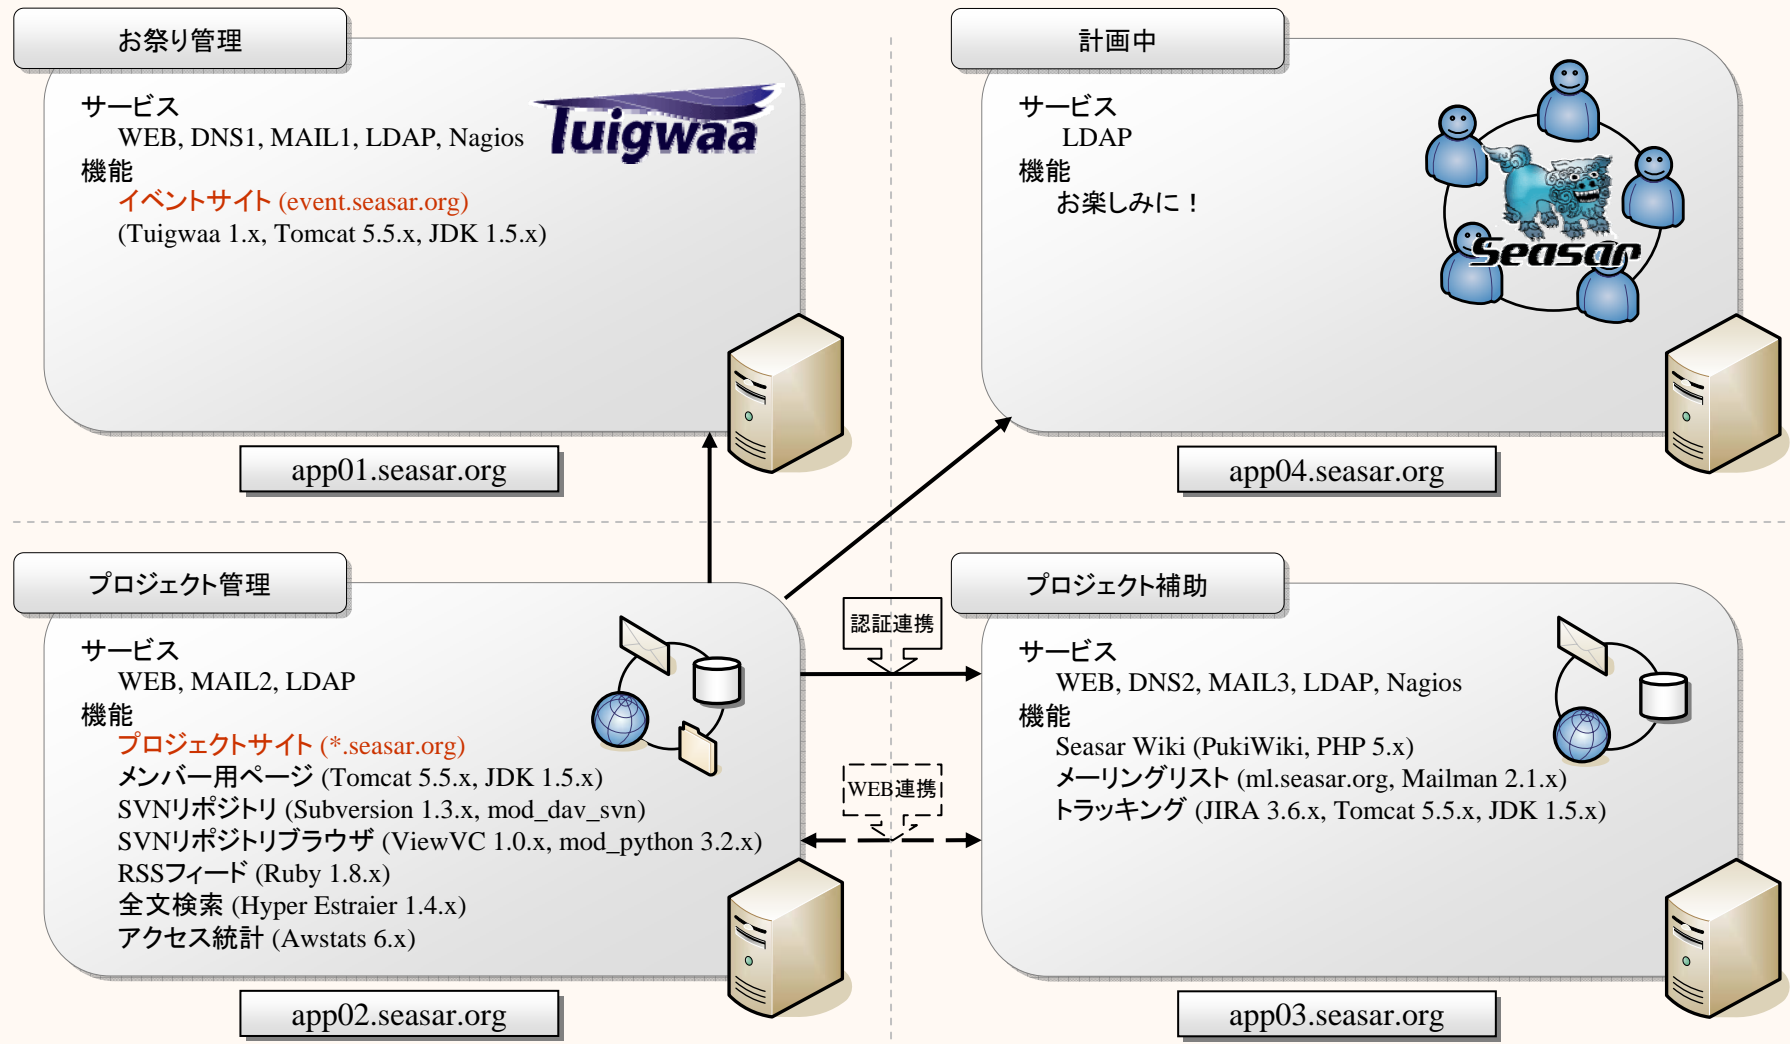 お祭り管理
サービス
WEB, DNS1, MAIL1, LDAP, Nagios
機能
イベントサイト (event.seasar.org)
(Tuigwaa 1.x, Tomcat 5.5.x, JDK 1.5.x)
Tuigwaa
app01.seasar.org
計画中
サービス
LDAP
機能
お楽しみに！
Seasar
app04.seasar.org
プロジェクト管理
サービス
WEB, MAIL2, LDAP
機能
プロジェクトサイト (*.seasar.org)
メンバー用ページ (Tomcat 5.5.x, JDK 1.5.x)
SVNリポジトリ (Subversion 1.3.x, mod_dav_svn)
SVNリポジトリブラウザ (ViewVC 1.0.x, mod_python 3.2.x)
RSSフィード (Ruby 1.8.x)
全文検索 (Hyper Estraier 1.4.x)
アクセス統計 (Awstats 6.x)
app02.seasar.org
認証連携
WEB連携
プロジェクト補助
サービス
WEB, DNS2, MAIL3, LDAP, Nagios
機能
Seasar Wiki (PukiWiki, PHP 5.x)
メーリングリスト (ml.seasar.org, Mailman 2.1.x)
トラッキング (JIRA 3.6.x, Tomcat 5.5.x, JDK 1.5.x)
app03.seasar.org